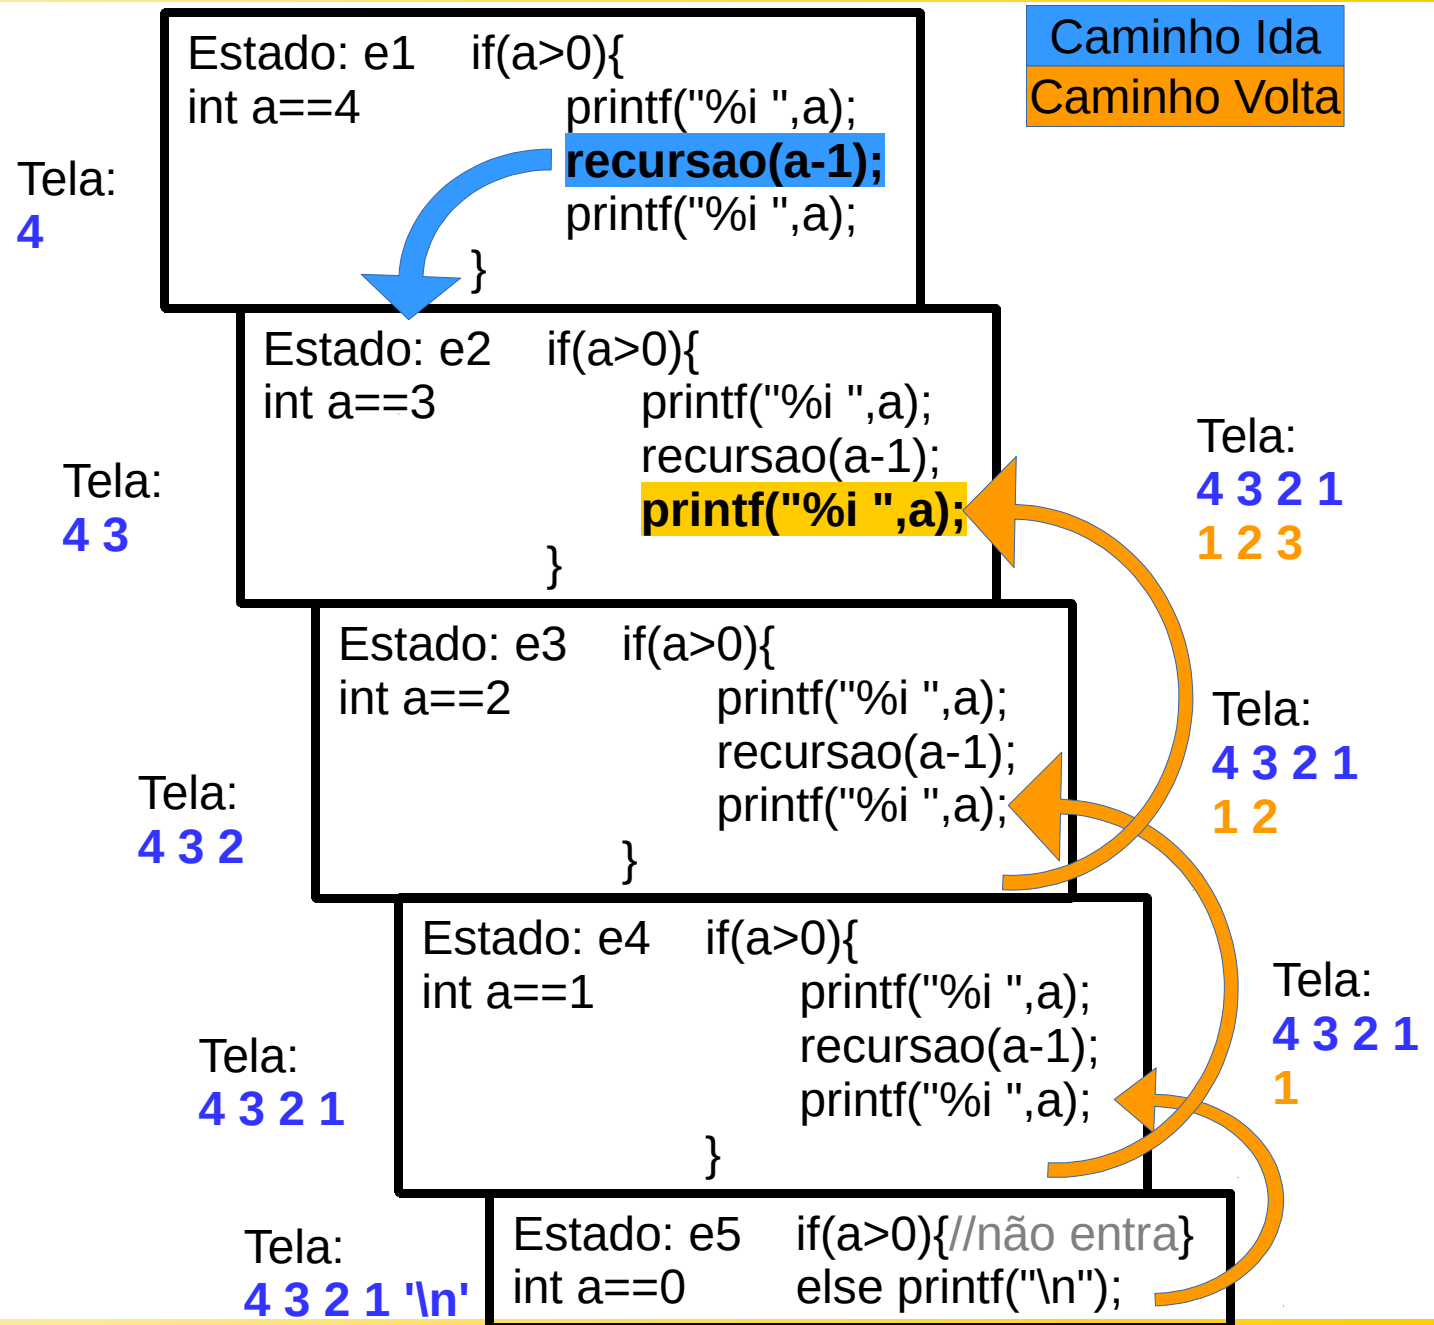 Caminho Ida
Caminho Volta
Estado: e1 if(a>0){
int a==4 printf("%i ",a);
recursao(a-1);
printf("%i ",a);
}
Tela:
4
Estado: e2 if(a>0){
int a==3 printf("%i ",a);
recursao(a-1);
printf("%i ",a);
}
Tela:
4 3
Tela:
4 3 2 1
1 2 3
Estado: e3 if(a>0){
int a==2 printf("%i ",a);
recursao(a-1);
printf("%i ",a);
}
Tela:
4 3 2
Tela:
4 3 2 1
1 2
Estado: e4 if(a>0){
int a==1 printf("%i ",a);
recursao(a-1);
printf("%i ",a);
}
Tela:
4 3 2 1
Tela:
4 3 2 1
1
Estado: e5 if(a>0){//não entra}
int a==0 else printf("\n");
Tela:
4 3 2 1 '\n'